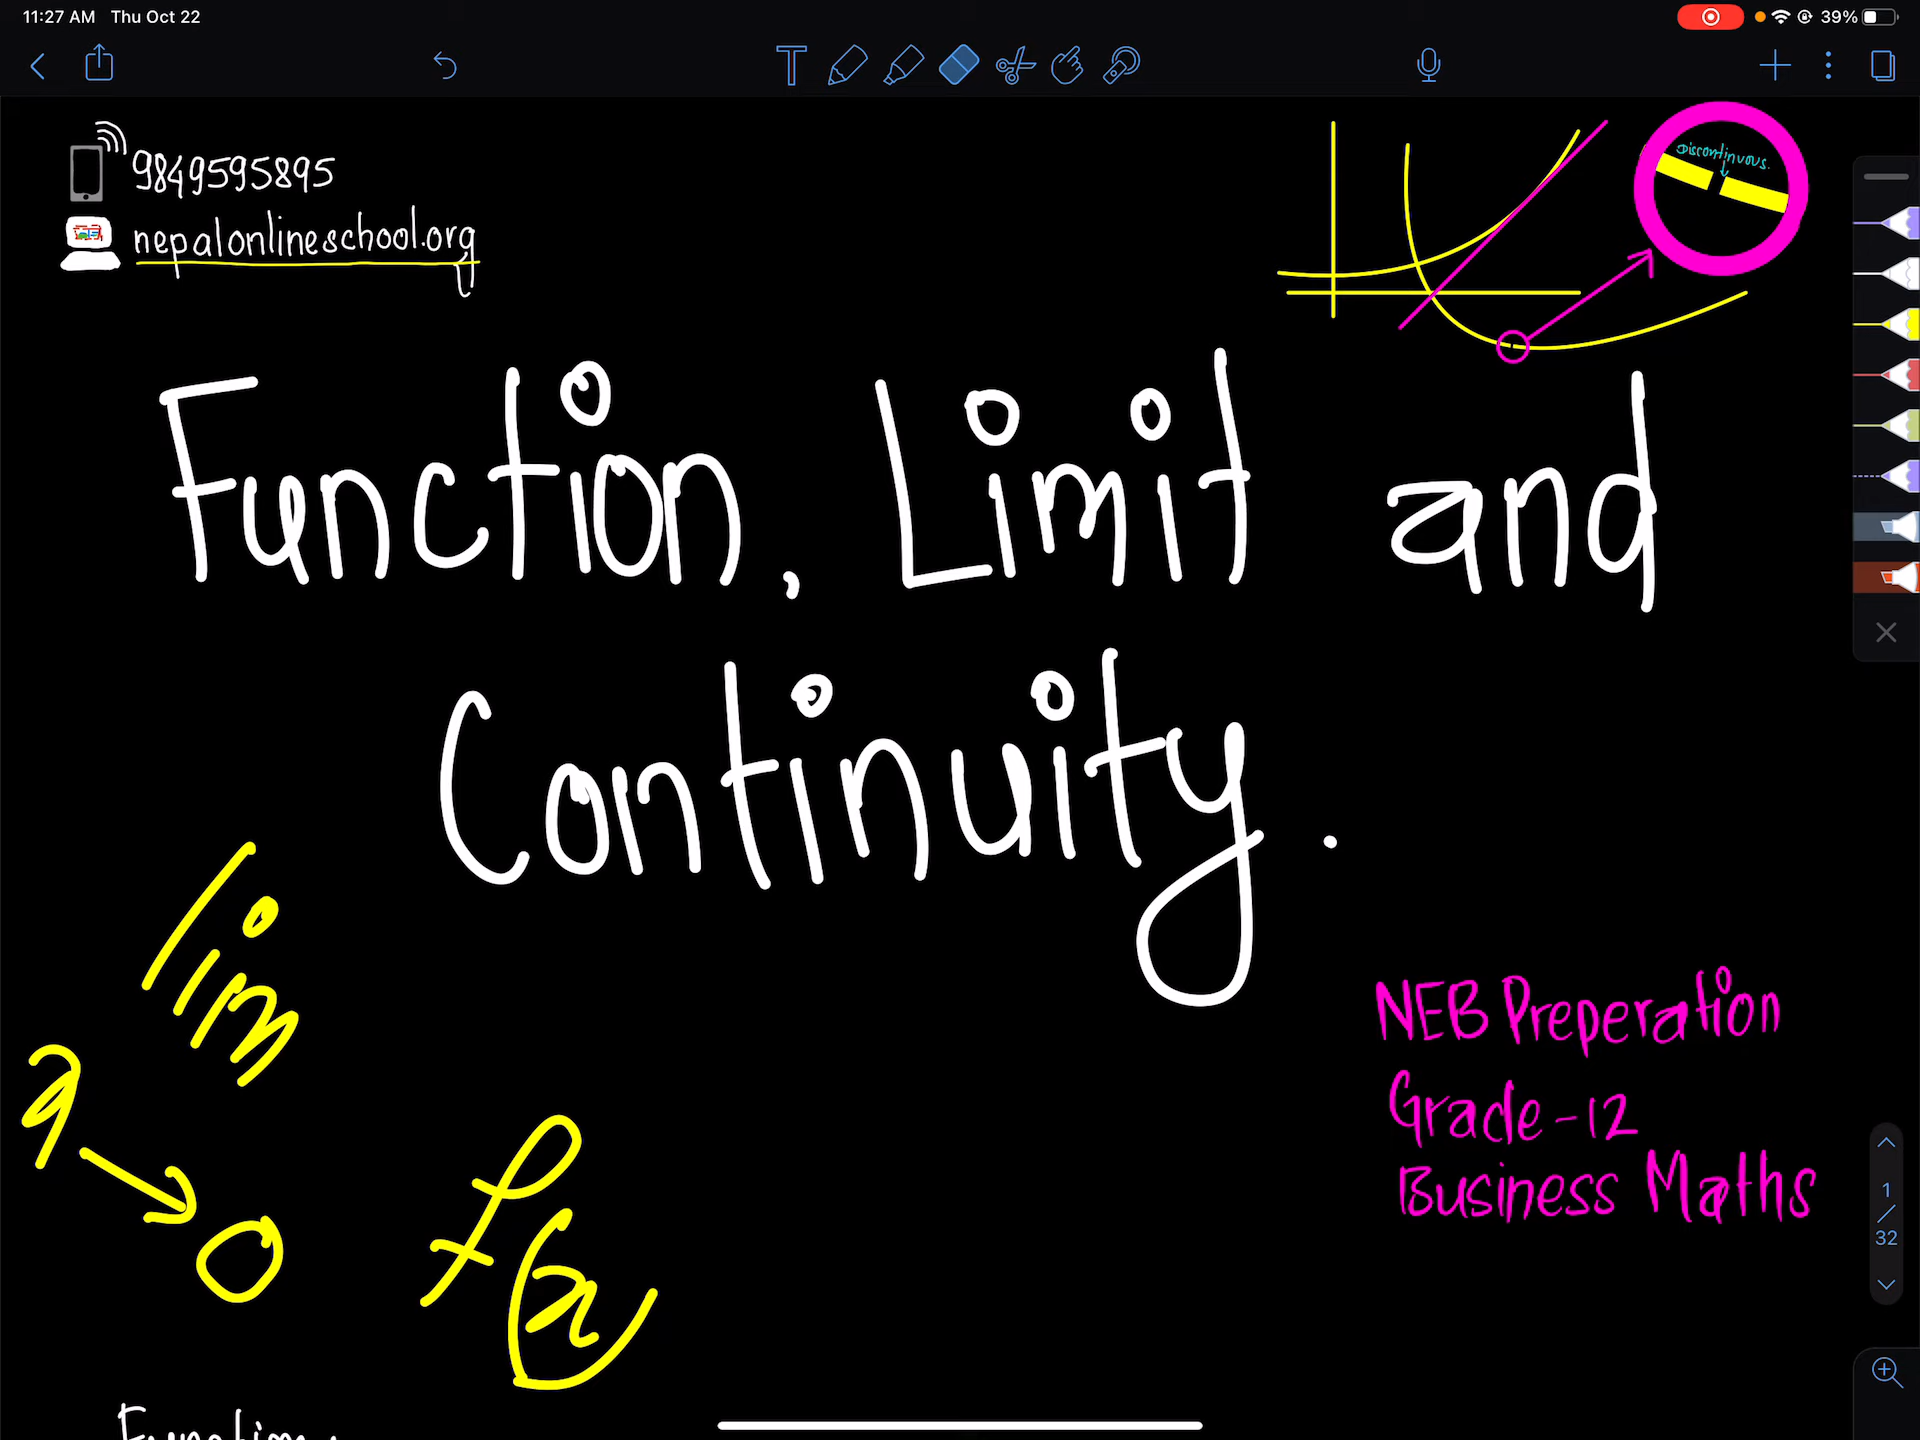 11:27 AM Thu Oct 22
39%
9849595895
nepalonlineschool.org
Discontinuous.
Function, Limit and
Continuity.
lim
x→0
f(x)
NEB Preperation
Grade-12
Business Maths
1
/
32
Function: